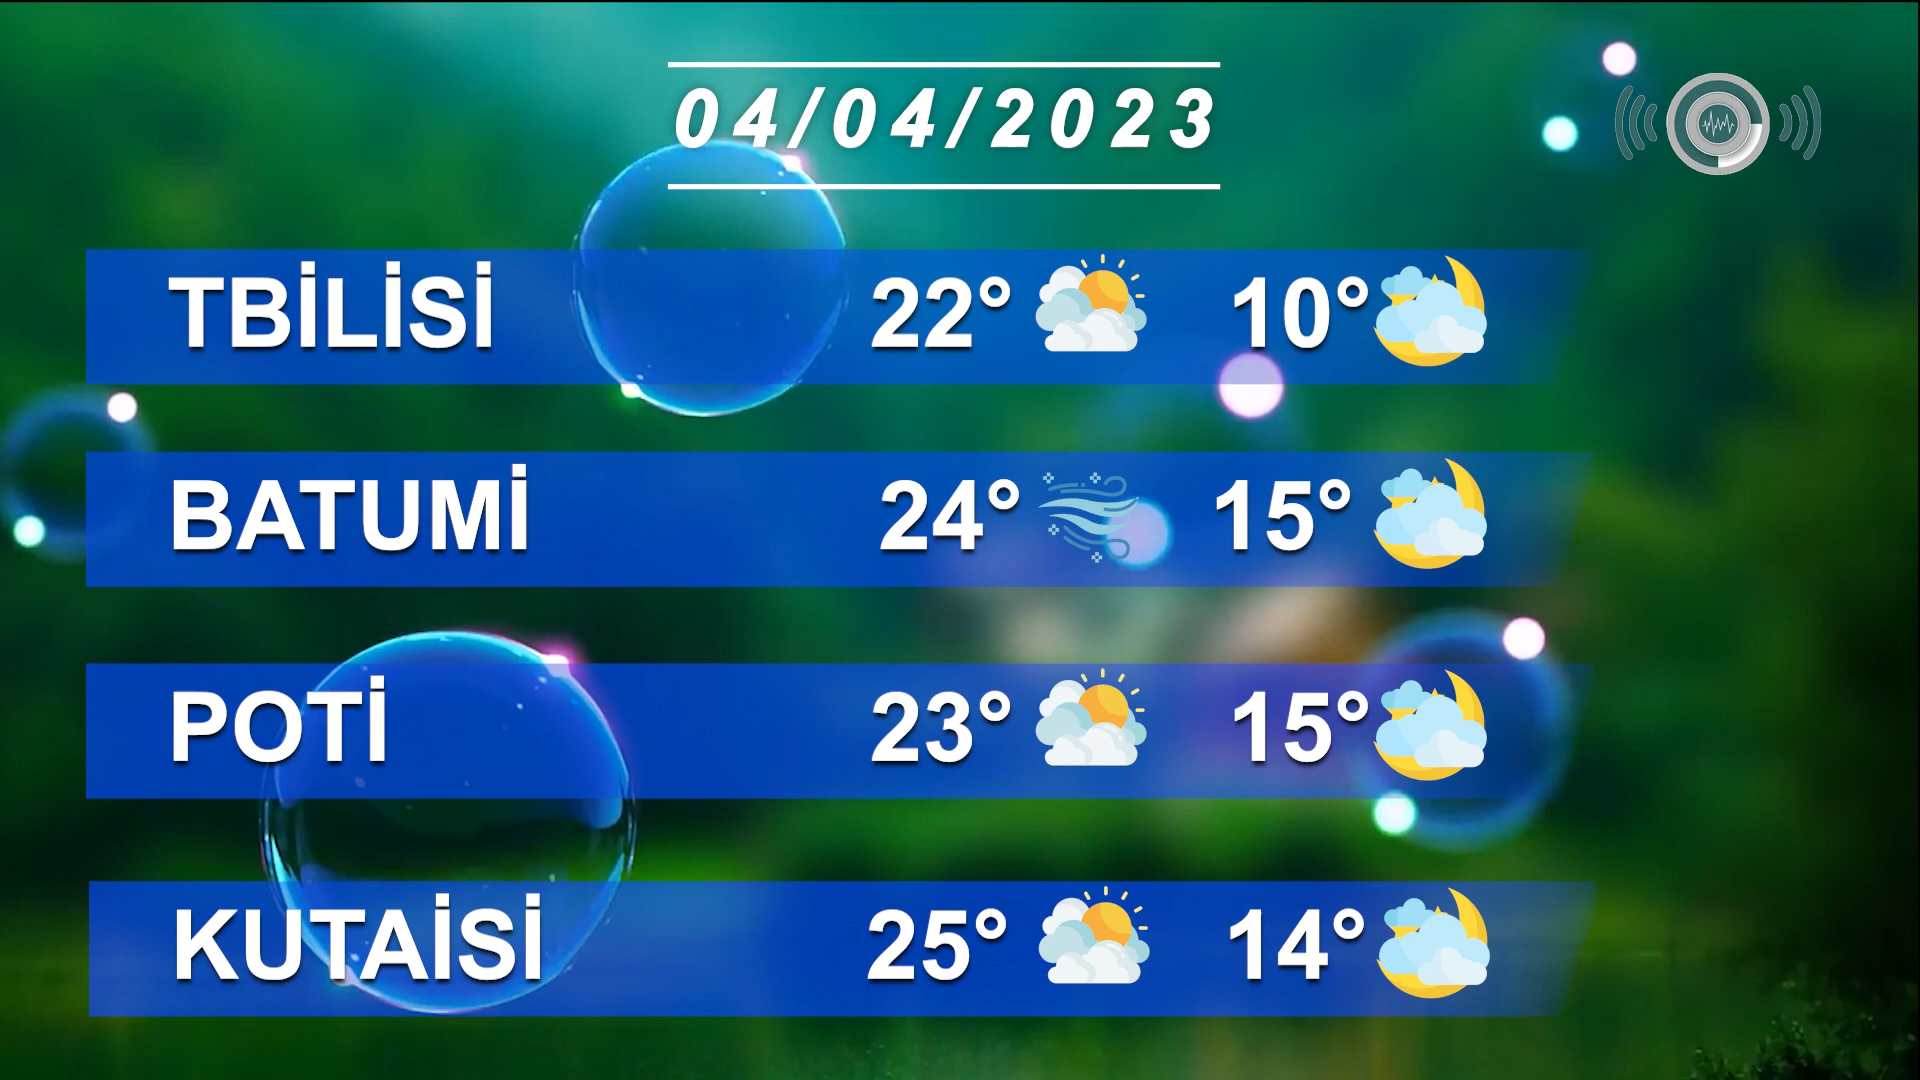 04/04/2023
TBİLİSİ 22° 10°
BATUMİ 24° 15°
POTİ 23° 15°
KUTAİSİ 25° 14°